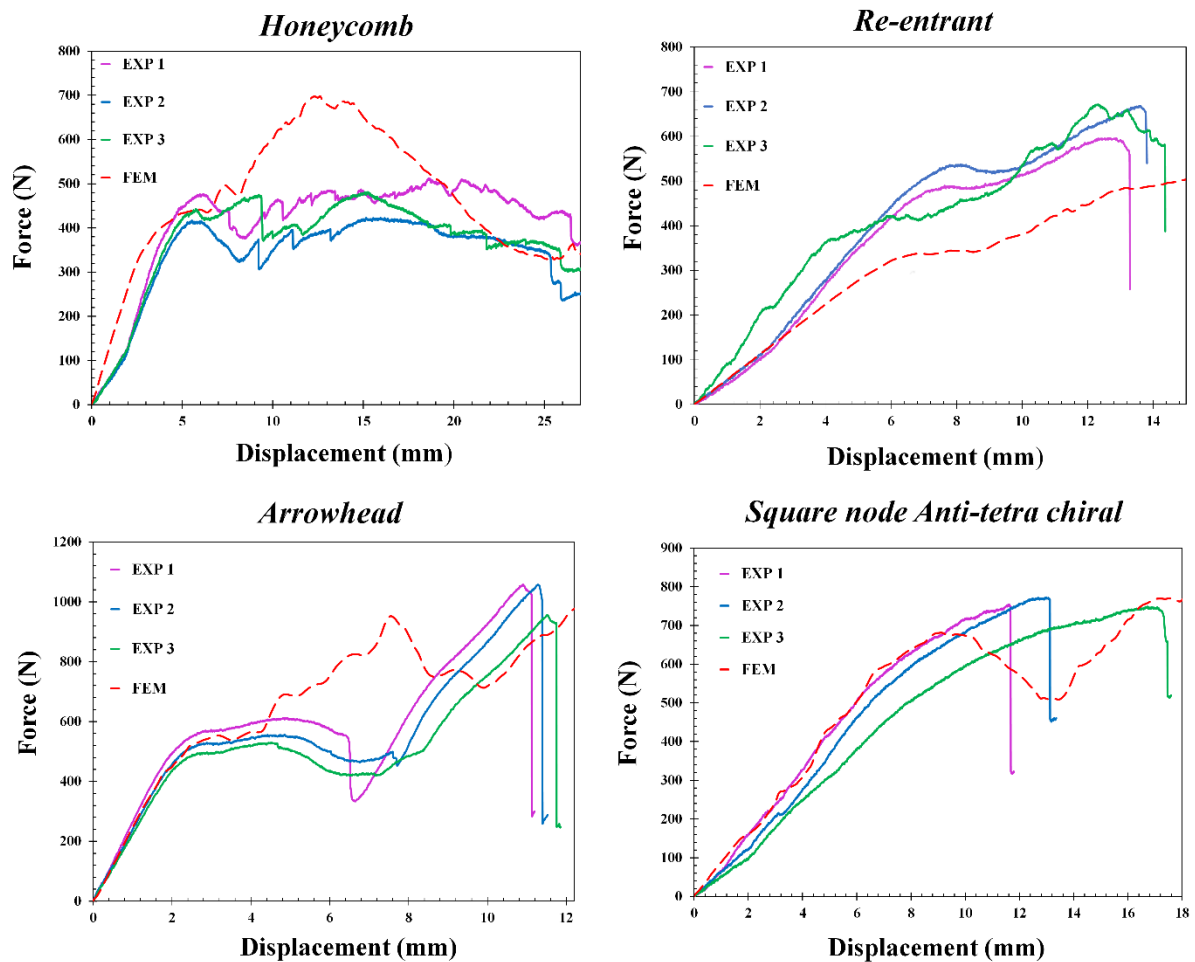 Honeycomb
800
700
600
500
400
300
200
100
0
EXP 1
EXP 2
EXP 3
FEM
Force (N)
0 5 10 15 20 25
Displacement (mm)
Re-entrant
800
700
600
500
400
300
200
100
0
EXP 1
EXP 2
EXP 3
FEM
Force (N)
0 2 4 6 8 10 12 14
Displacement (mm)
Arrowhead
1200
1000
800
600
400
200
0
EXP 1
EXP 2
EXP 3
FEM
Force (N)
0 2 4 6 8 10 12
Displacement (mm)
Square node Anti-tetra chiral
900
800
700
600
500
400
300
200
100
0
EXP 1
EXP 2
EXP 3
FEM
Force (N)
0 2 4 6 8 10 12 14 16 18
Displacement (mm)